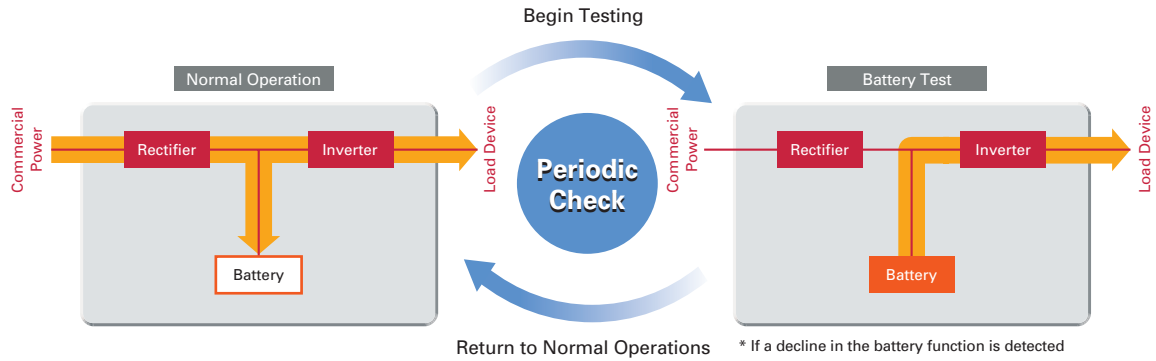 Begin Testing
Normal Operation
Commercial
Power
Rectifier
Inverter
Load Device
Battery
Periodic
Check
Battery Test
Commercial
Power
Rectifier
Inverter
Load Device
Battery
Return to Normal Operations
* If a decline in the battery function is detected